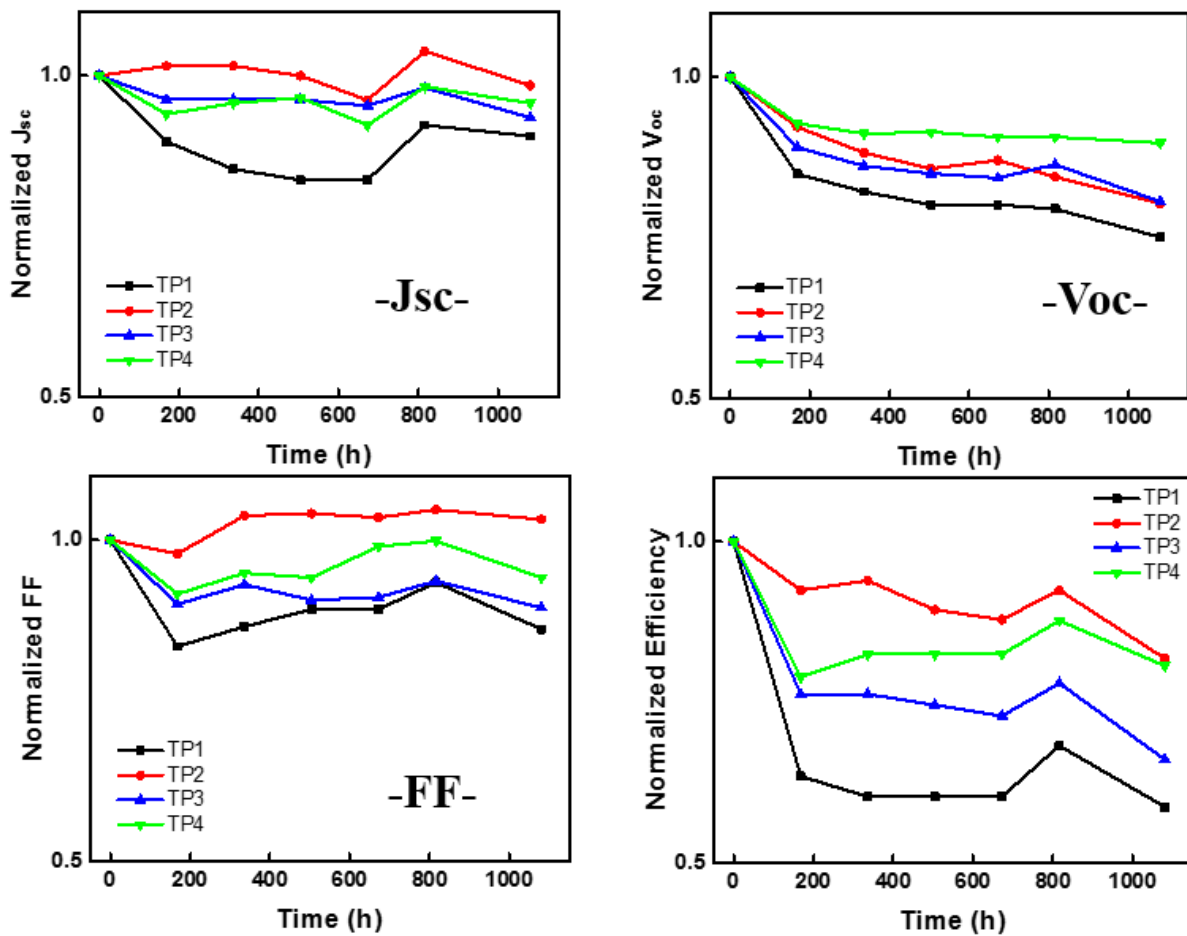 Normalized Jsc
1.0
0.5
TP1
TP2
TP3
TP4
-Jsc-
0 200 400 600 800 1000
Time (h)
Normalized Voc
1.0
0.5
TP1
TP2
TP3
TP4
-Voc-
0 200 400 600 800 1000
Time (h)
Normalized FF
1.0
0.5
TP1
TP2
TP3
TP4
-FF-
0 200 400 600 800 1000
Time (h)
Normalized Efficiency
1.0
0.5
TP1
TP2
TP3
TP4
0 200 400 600 800 1000
Time (h)